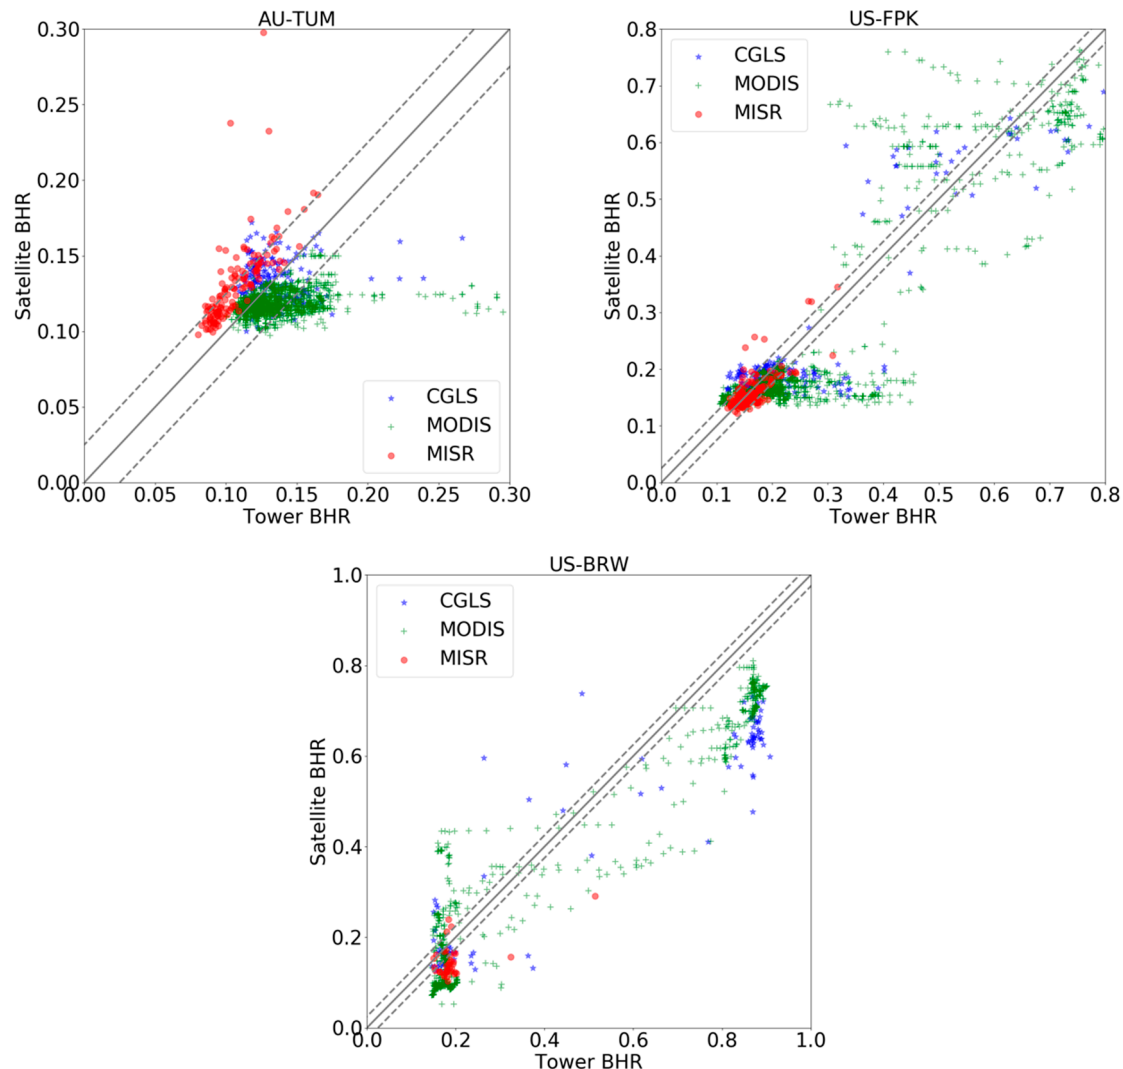 AU-TUM
0.30
0.25
0.20
0.15
0.10
0.05
0.00
Satellite BHR
CGLS
MODIS
MISR
0.00 0.05 0.10 0.15 0.20 0.25 0.30
Tower BHR
US-FPK
0.8
0.7
0.6
0.5
0.4
0.3
0.2
0.1
0.0
Satellite BHR
CGLS
MODIS
MISR
0.0 0.1 0.2 0.3 0.4 0.5 0.6 0.7 0.8
Tower BHR
US-BRW
1.0
0.8
0.6
0.4
0.2
0.0
Satellite BHR
CGLS
MODIS
MISR
0.0 0.2 0.4 0.6 0.8 1.0
Tower BHR